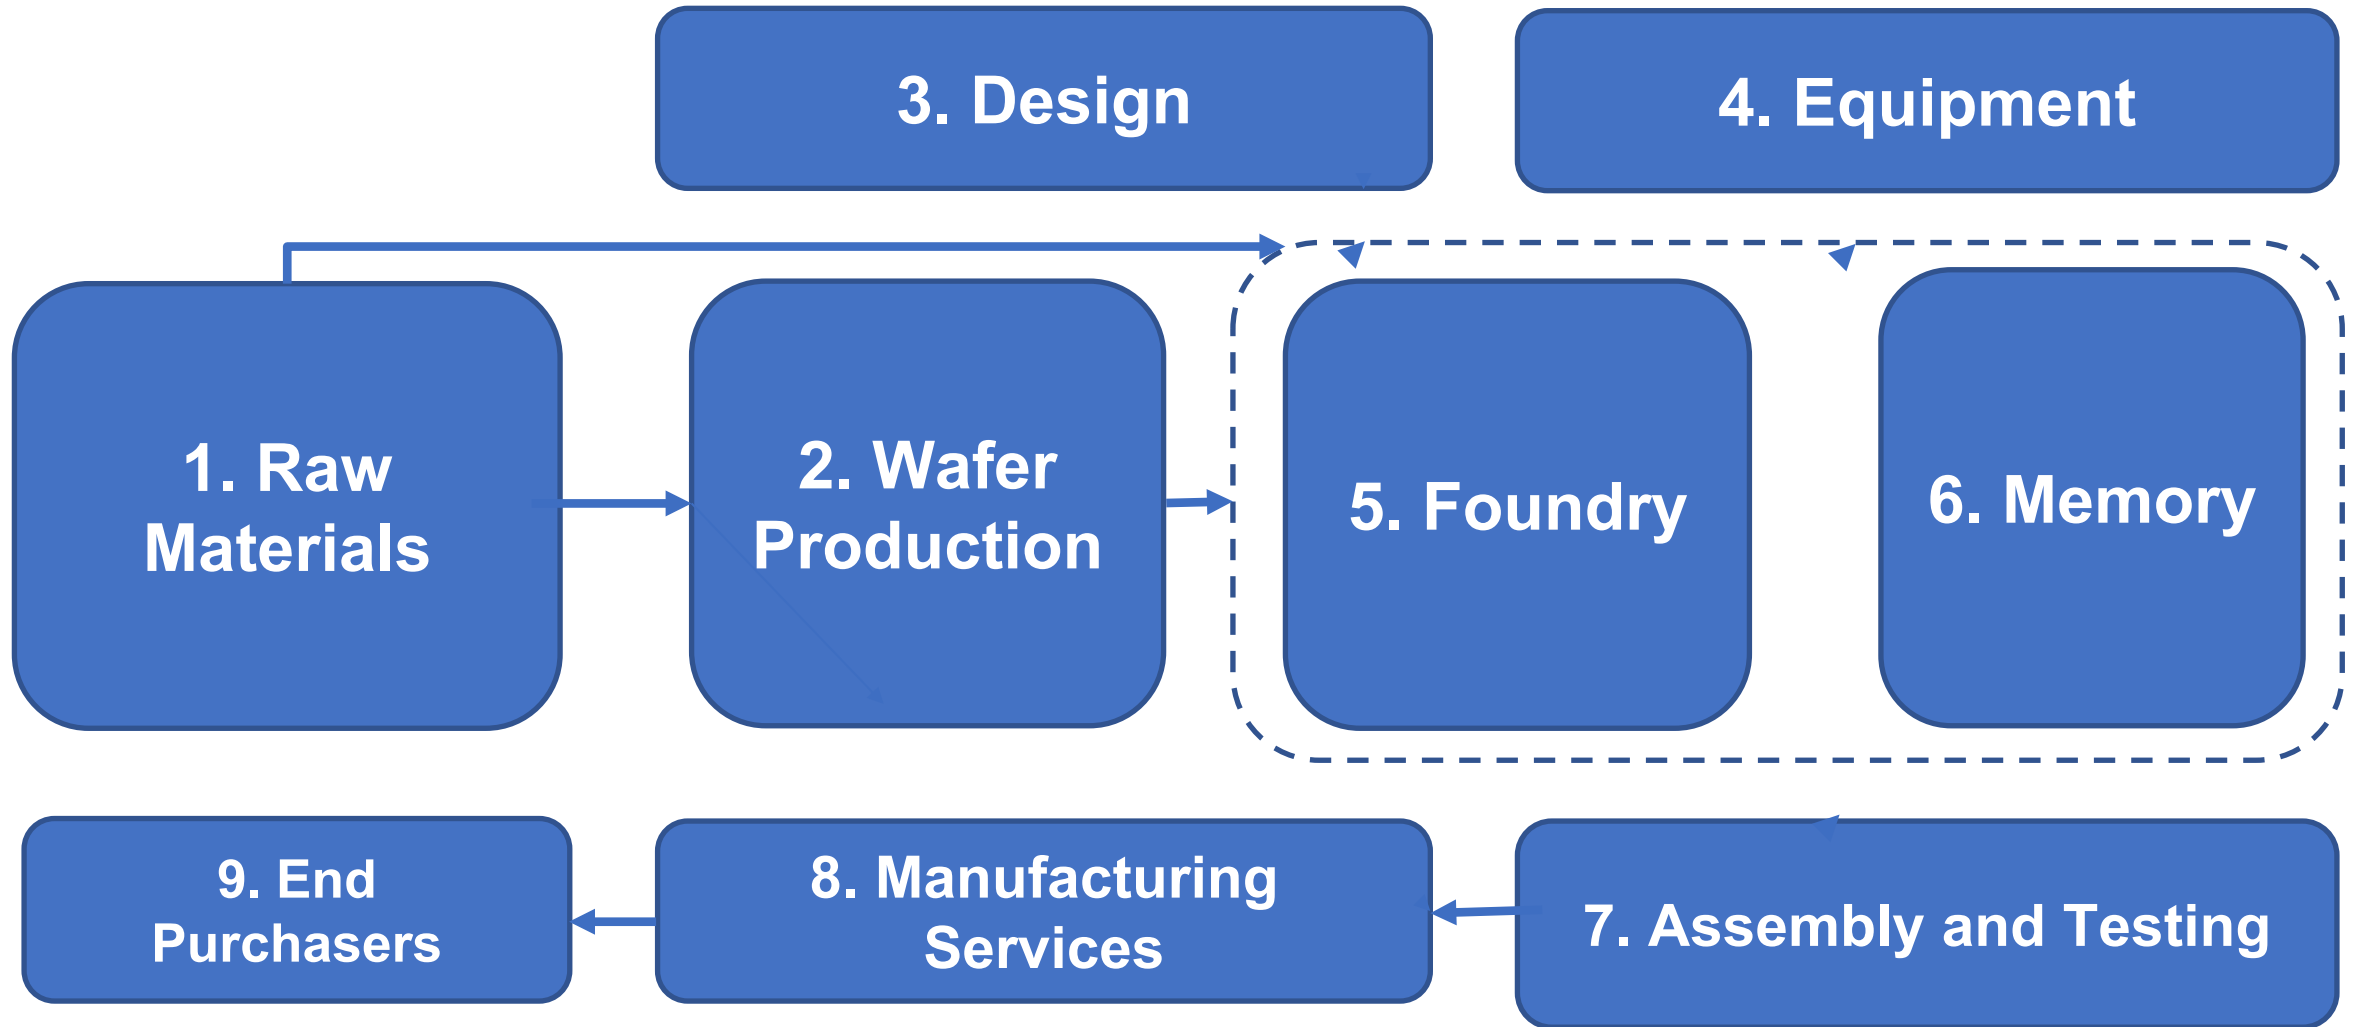 3. Design
4. Equipment
1. Raw
Materials
2. Wafer
Production
5. Foundry
6. Memory
9. End
Purchasers
8. Manufacturing
Services
7. Assembly and Testing